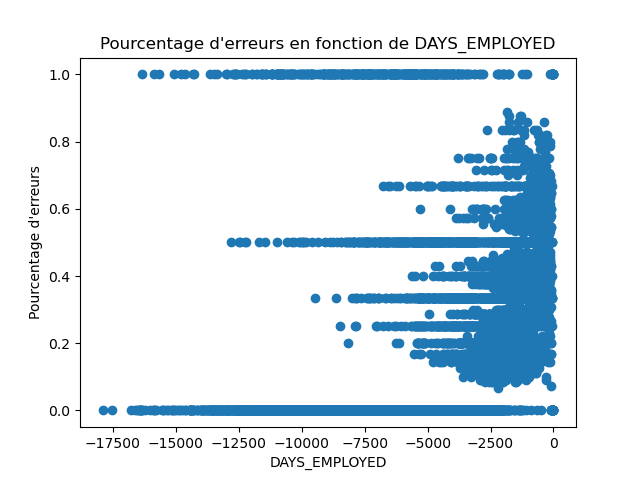 Pourcentage d'erreurs en fonction de DAYS_EMPLOYED
1.0
0.8
0.6
0.4
0.2
0.0
Pourcentage d'erreurs
−17500 −15000 −12500 −10000 −7500 −5000 −2500 0
DAYS_EMPLOYED